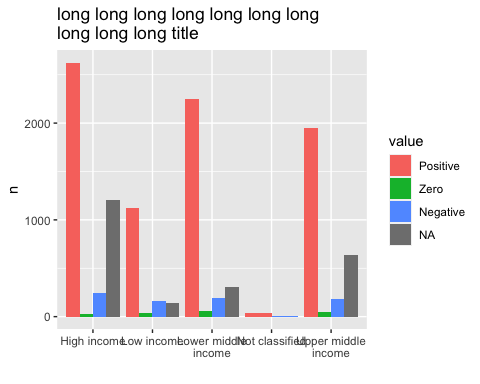 long long long long long long long
long long long title
n
2000
1000
0
High income
Low income
Lower middle
income
Not classified
Upper middle
income
value
Positive
Zero
Negative
NA